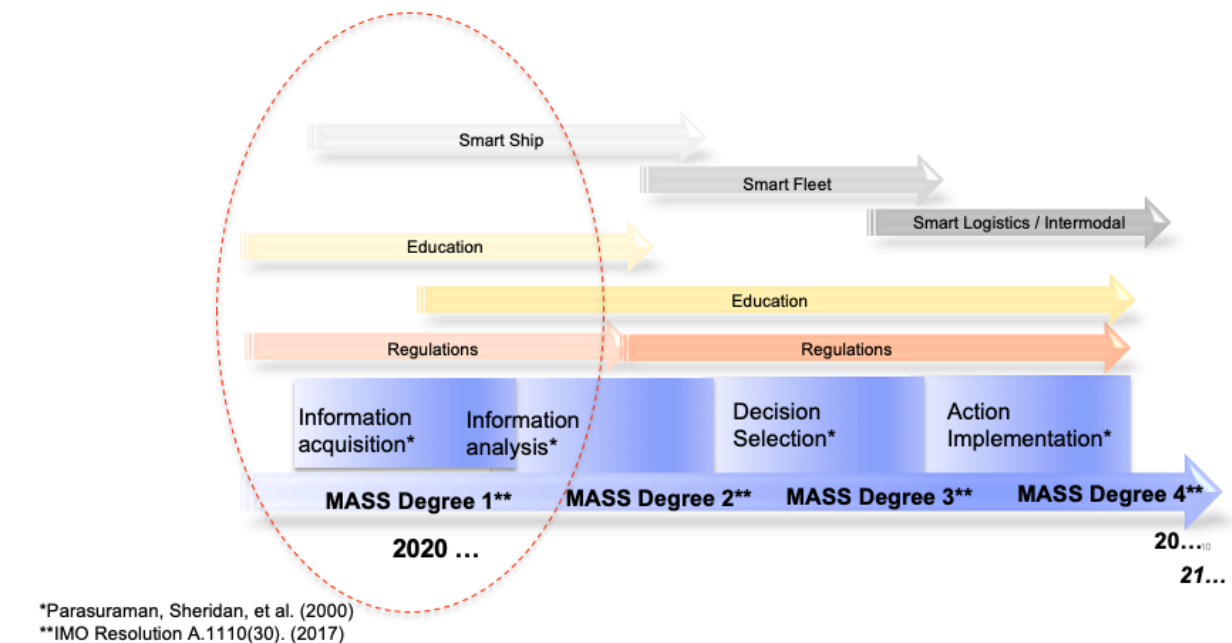 Smart Ship
Smart Fleet
Smart Logistics / Intermodal
Education
Education
Regulations
Regulations
Information
acquisition*
Information
analysis*
Decision
Selection*
Action
Implementation*
MASS Degree 1**
MASS Degree 2**
MASS Degree 3**
MASS Degree 4**
2020 ...
20...
10
21...
*Parasuraman, Sheridan, et al. (2000)
**IMO Resolution A.1110(30). (2017)